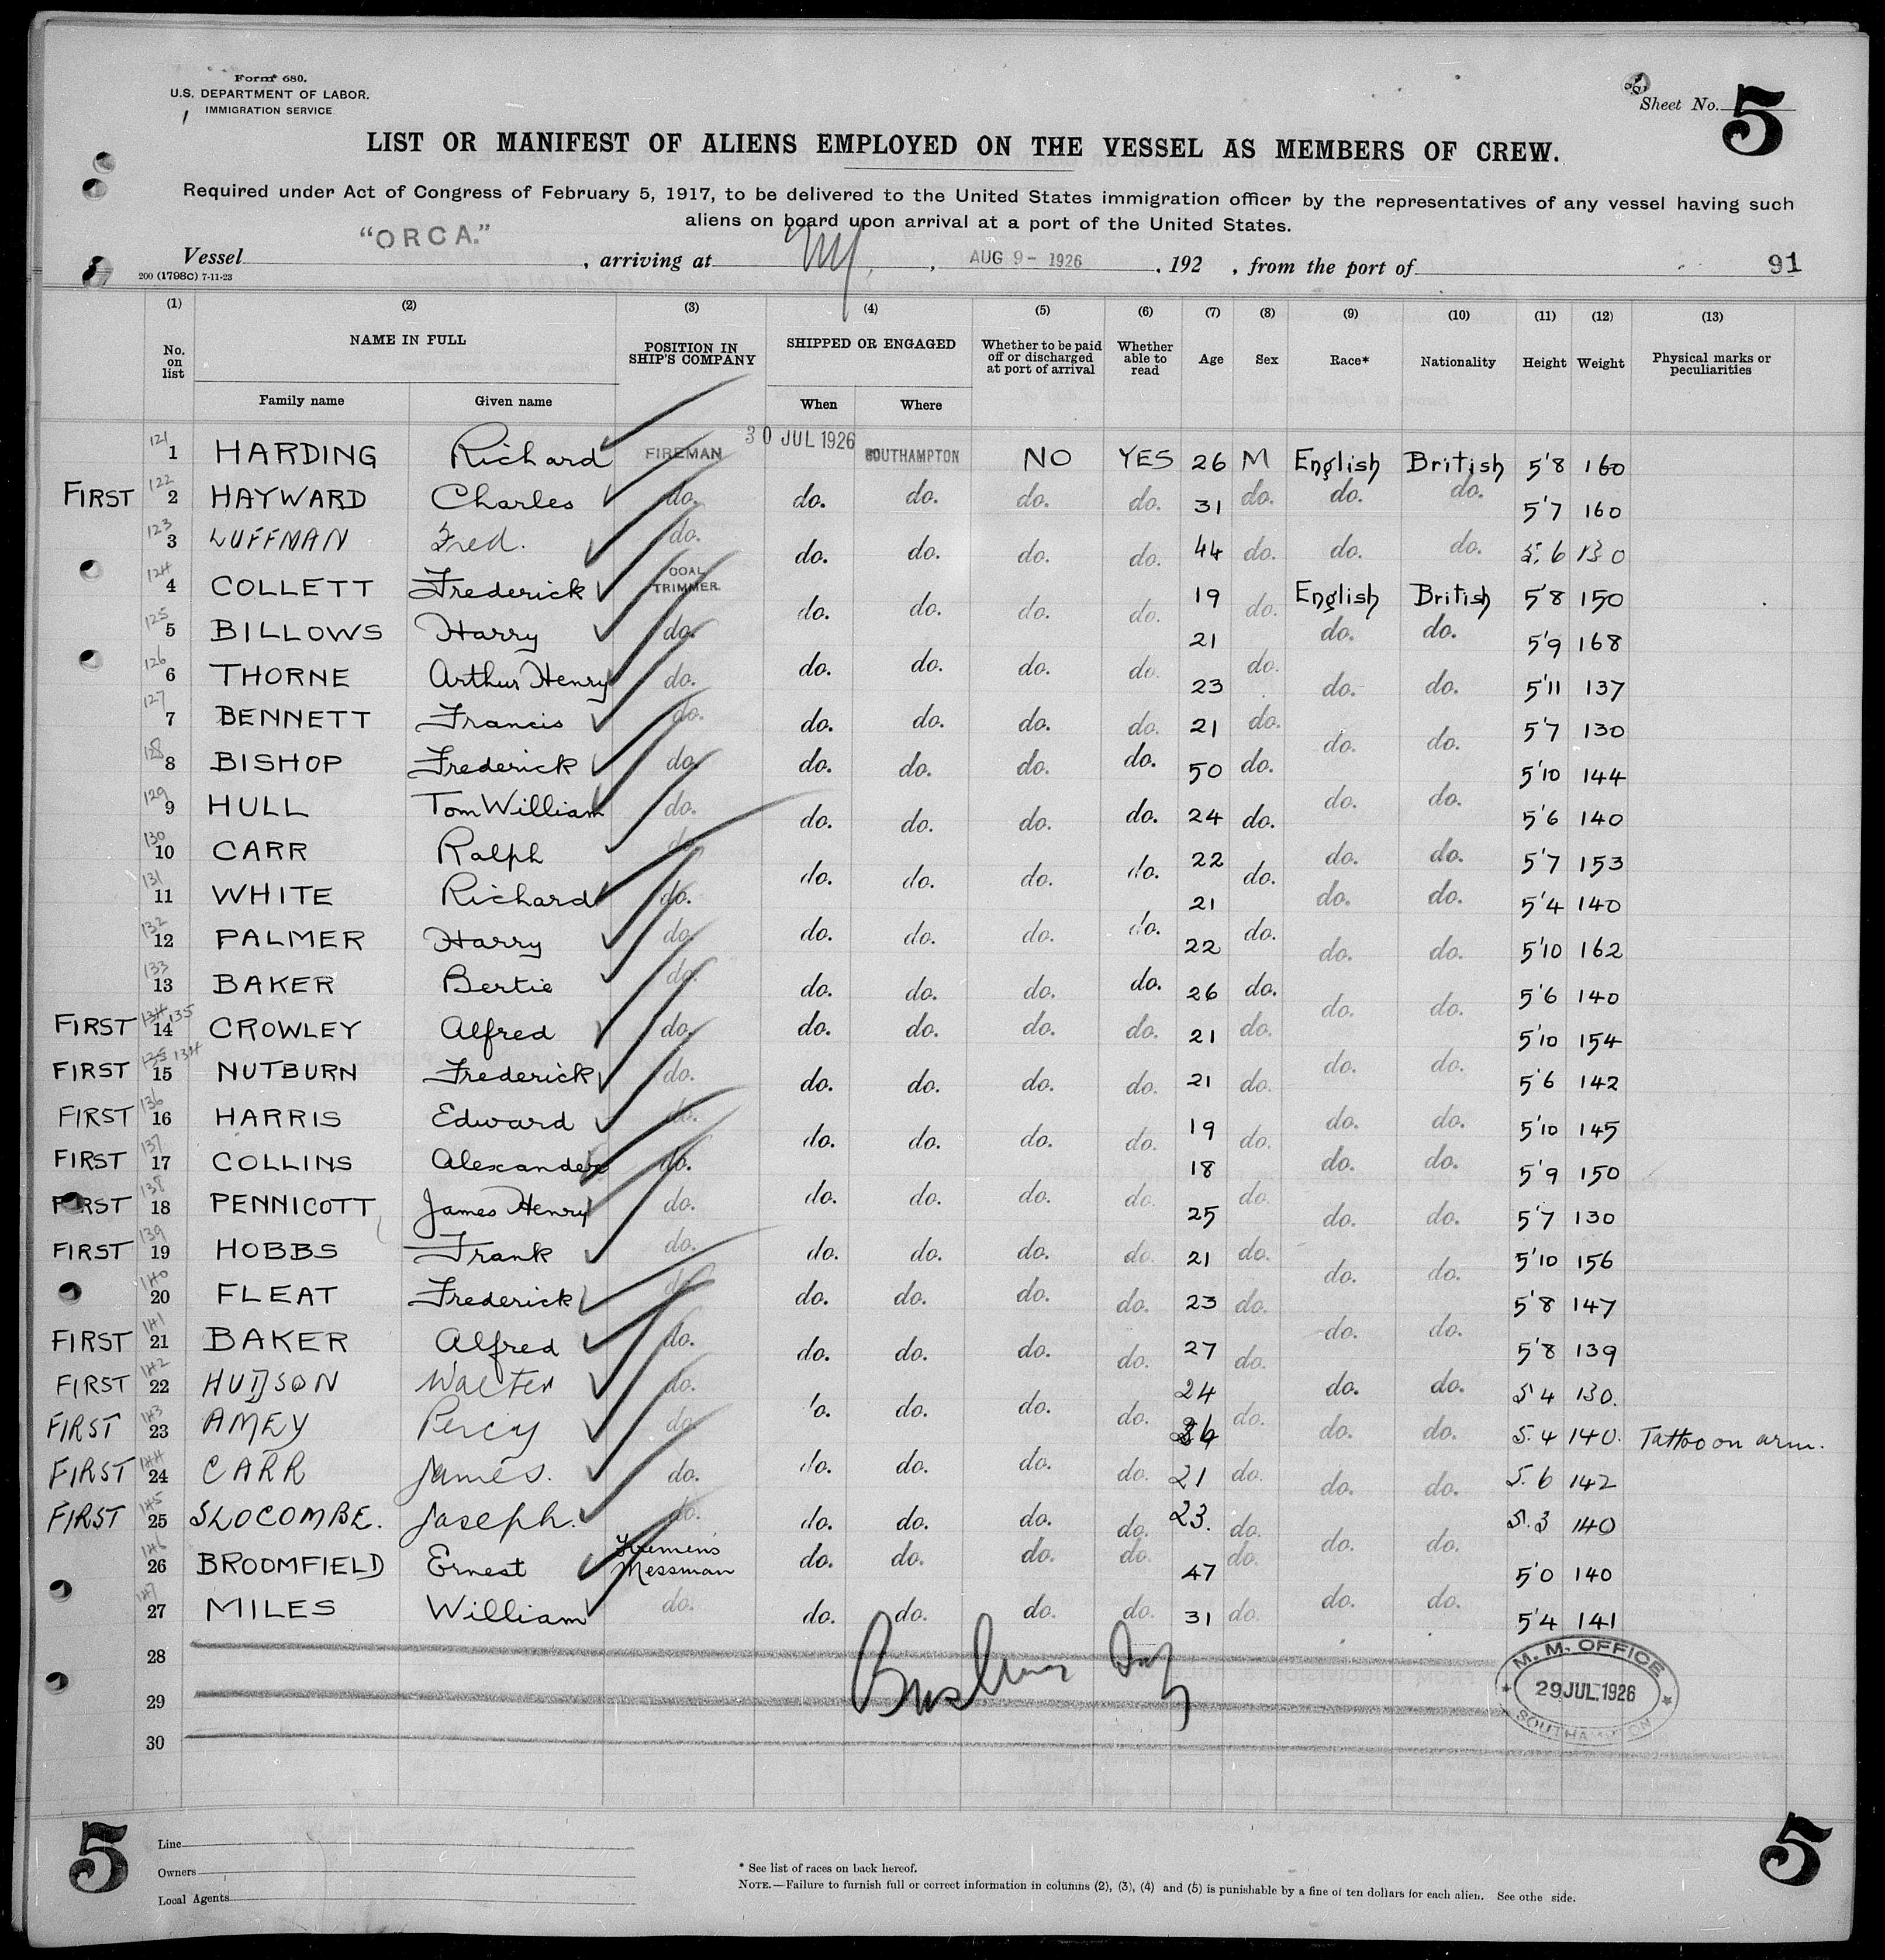 Form 680.
U.S. DEPARTMENT OF LABOR.
IMMIGRATION SERVICE
Sheet No. 5
LIST OR MANIFEST OF ALIENS EMPLOYED ON THE VESSEL AS MEMBERS OF CREW.
Required under Act of Congress of February 5, 1917, to be delivered to the United States immigration officer by the representatives of any vessel having such
aliens on board upon arrival at a port of the United States.
Vessel "ORCA." , arriving at NY, , AUG 9 - 1926 , 192 , from the port of 91
200 (1798C) 7-11-23
(1) (2) (3) (4) (5) (6) (7) (8) (9) (10) (11) (12) (13)
No. on list NAME IN FULL POSITION IN SHIP'S COMPANY SHIPPED OR ENGAGED Whether to be paid off or discharged at port of arrival Whether able to read Age Sex Race* Nationality Height Weight Physical marks or peculiarities
Family name Given name When Where
121 1 HARDING Richard FIREMAN 30 JUL 1926 SOUTHAMPTON NO YES 26 M English British 5'8 160
FIRST 122 2 HAYWARD Charles do. do. do. do. do. 31 do. do. do. 5'7 160
123 3 LUFFMAN Fred. do. do. do. do. do. 44 do. do. do. 5.6 130
124 4 COLLETT Frederick COAL TRIMMER do. do. do. do. 19 do. English British 5'8 150
125 5 BILLOWS Harry do. 21 do. do. 5'9 168
126 6 THORNE Arthur Henry do. do. do. do. do. 23 do. do. do. 5'11 137
127 7 BENNETT Francis do. do. do. do. do. 21 do. 5'7 130
128 8 BISHOP Frederick do. do. do. do. do. 50 do. do. do. 5'10 144
129 9 HULL Tom William do. do. do. do. do. 24 do. do. do. 5'6 140
130 10 CARR Ralph do. 22 do. do. 5'7 153
131 11 WHITE Richard do. do. do. do. do. 21 do. do. do. 5'4 140
132 12 PALMER Harry do. do. do. do. do. 22 do. do. do. 5'10 162
133 13 BAKER Bertie do. do. do. do. do. 26 do. do. do. 5'6 140
FIRST 134 135 14 CROWLEY Alfred do. do. do. do. do. 21 do. 5'10 154
FIRST 135 134 15 NUTBURN Frederick do. do. do. do. do. 21 do. do. do. 5'6 142
FIRST 136 16 HARRIS Edward do. do. do. do. do. 19 do. do. do. 5'10 145
FIRST 137 17 COLLINS Alexander do. 18 do. do. 5'9 150
FIRST 138 18 PENNICOTT James Henry do. do. do. do. do. 25 do. do. do. 5'7 130
FIRST 139 19 HOBBS Frank do. do. do. do. do. 21 do. do. do. 5'10 156
140 20 FLEAT Frederick do. do. do. do. do. 23 do. 5'8 147
FIRST 141 21 BAKER Alfred do. do. do. do. do. 27 do. do. do. 5'8 139
FIRST 142 22 HUDSON Walter do. 24 do. do. 5 4 130.
FIRST 143 23 AMEY Percy do. do. do. do. do. do. do. do. 5.4 140. Tattoo on arm.
FIRST 144 24 CARR James. do. do. do. do. do. 21 do. do. do. 5.6 142
FIRST 145 25 SLOCOMBE. Joseph. do. do. do. do. do. 23. do. 5.3 140
146 26 BROOMFIELD Ernest Firemen's Messman do. do. do. do. 47 do. do. do. 5'0 140
147 27 MILES William do. do. do. do. do. 31 do. do. do. 5'4 141
28
29
30
M. M. OFFICE
29 JUL. 1926
SOUTHAMPTON
5 5
Line
Owners
Local Agents
* See list of races on back hereof.
NOTE.—Failure to furnish full or correct information in columns (2), (3), (4) and (5) is punishable by a fine of ten dollars for each alien. See othe side.